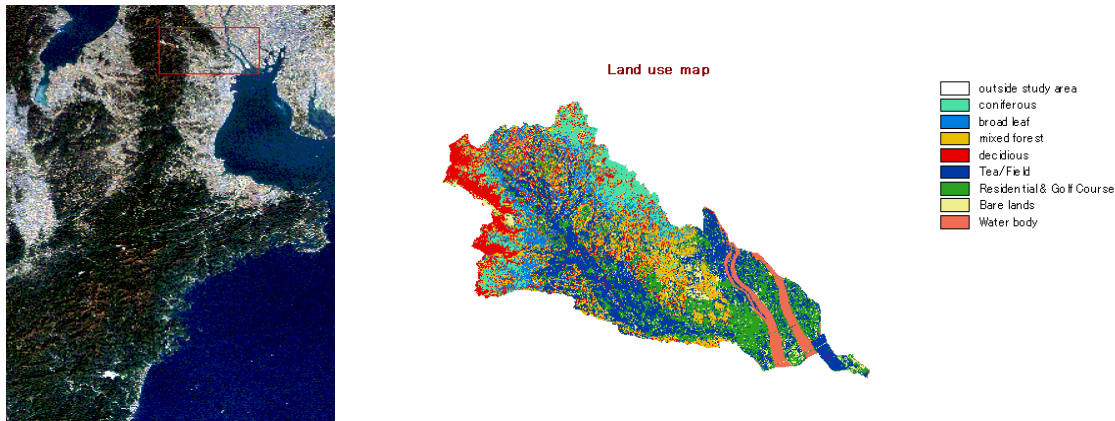 Land use map
outside study area
coniferous
broad leaf
mixed forest
decidious
Tea/Field
Residential & Golf Course
Bare lands
Water body